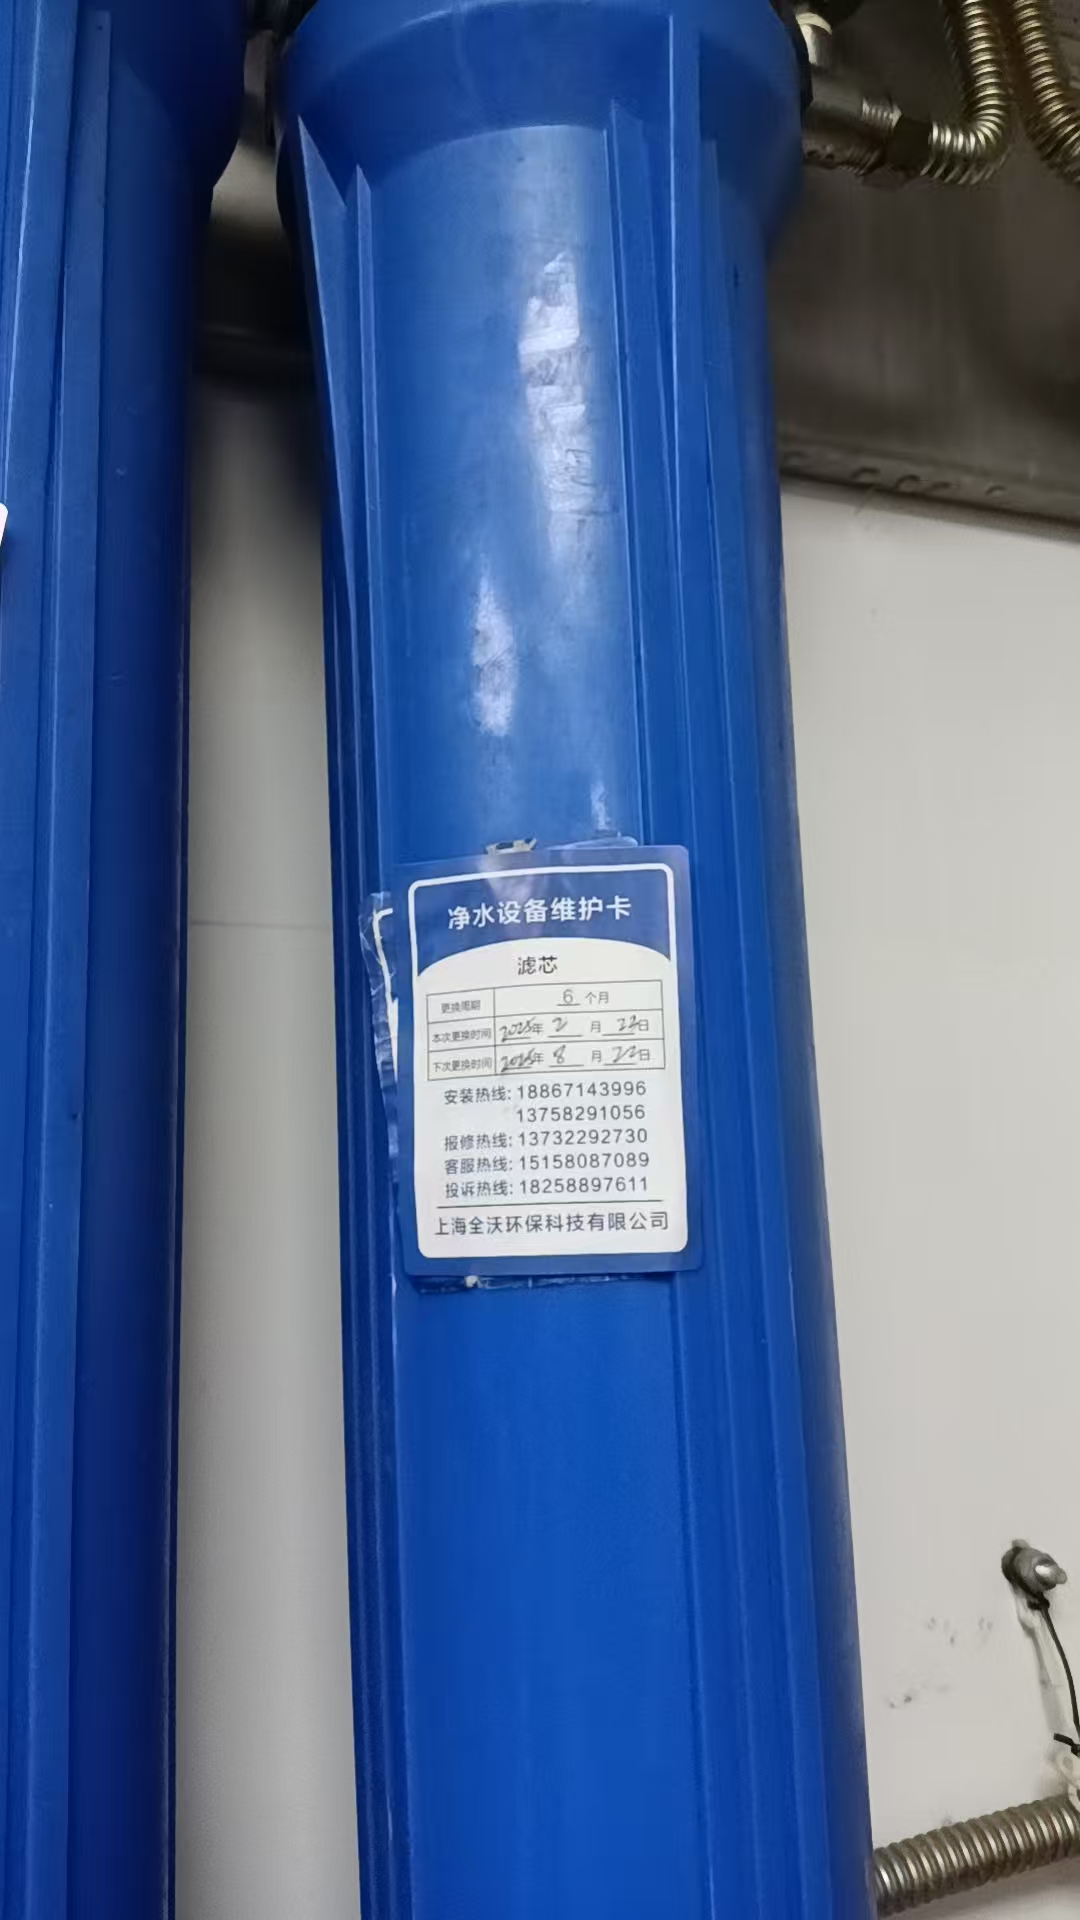 净水设备维护卡
滤芯
更换周期 6 个月
本次更换时间 2025年 2 月 22日
下次更换时间 2025年 8 月 22日
安装热线: 18867143996
13758291056
报修热线: 13732292730
客服热线: 15158087089
投诉热线: 18258897611
上海全沃环保科技有限公司